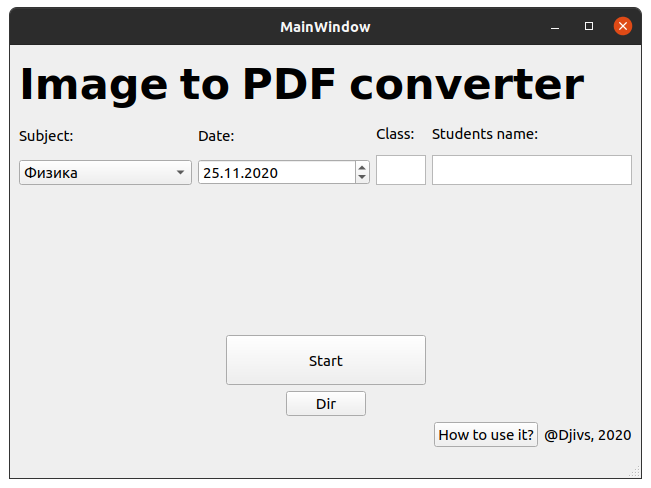 MainWindow
Image to PDF converter
Subject: Date: Class: Students name:
Физика 25.11.2020
Start
Dir
How to use it? @Djivs, 2020